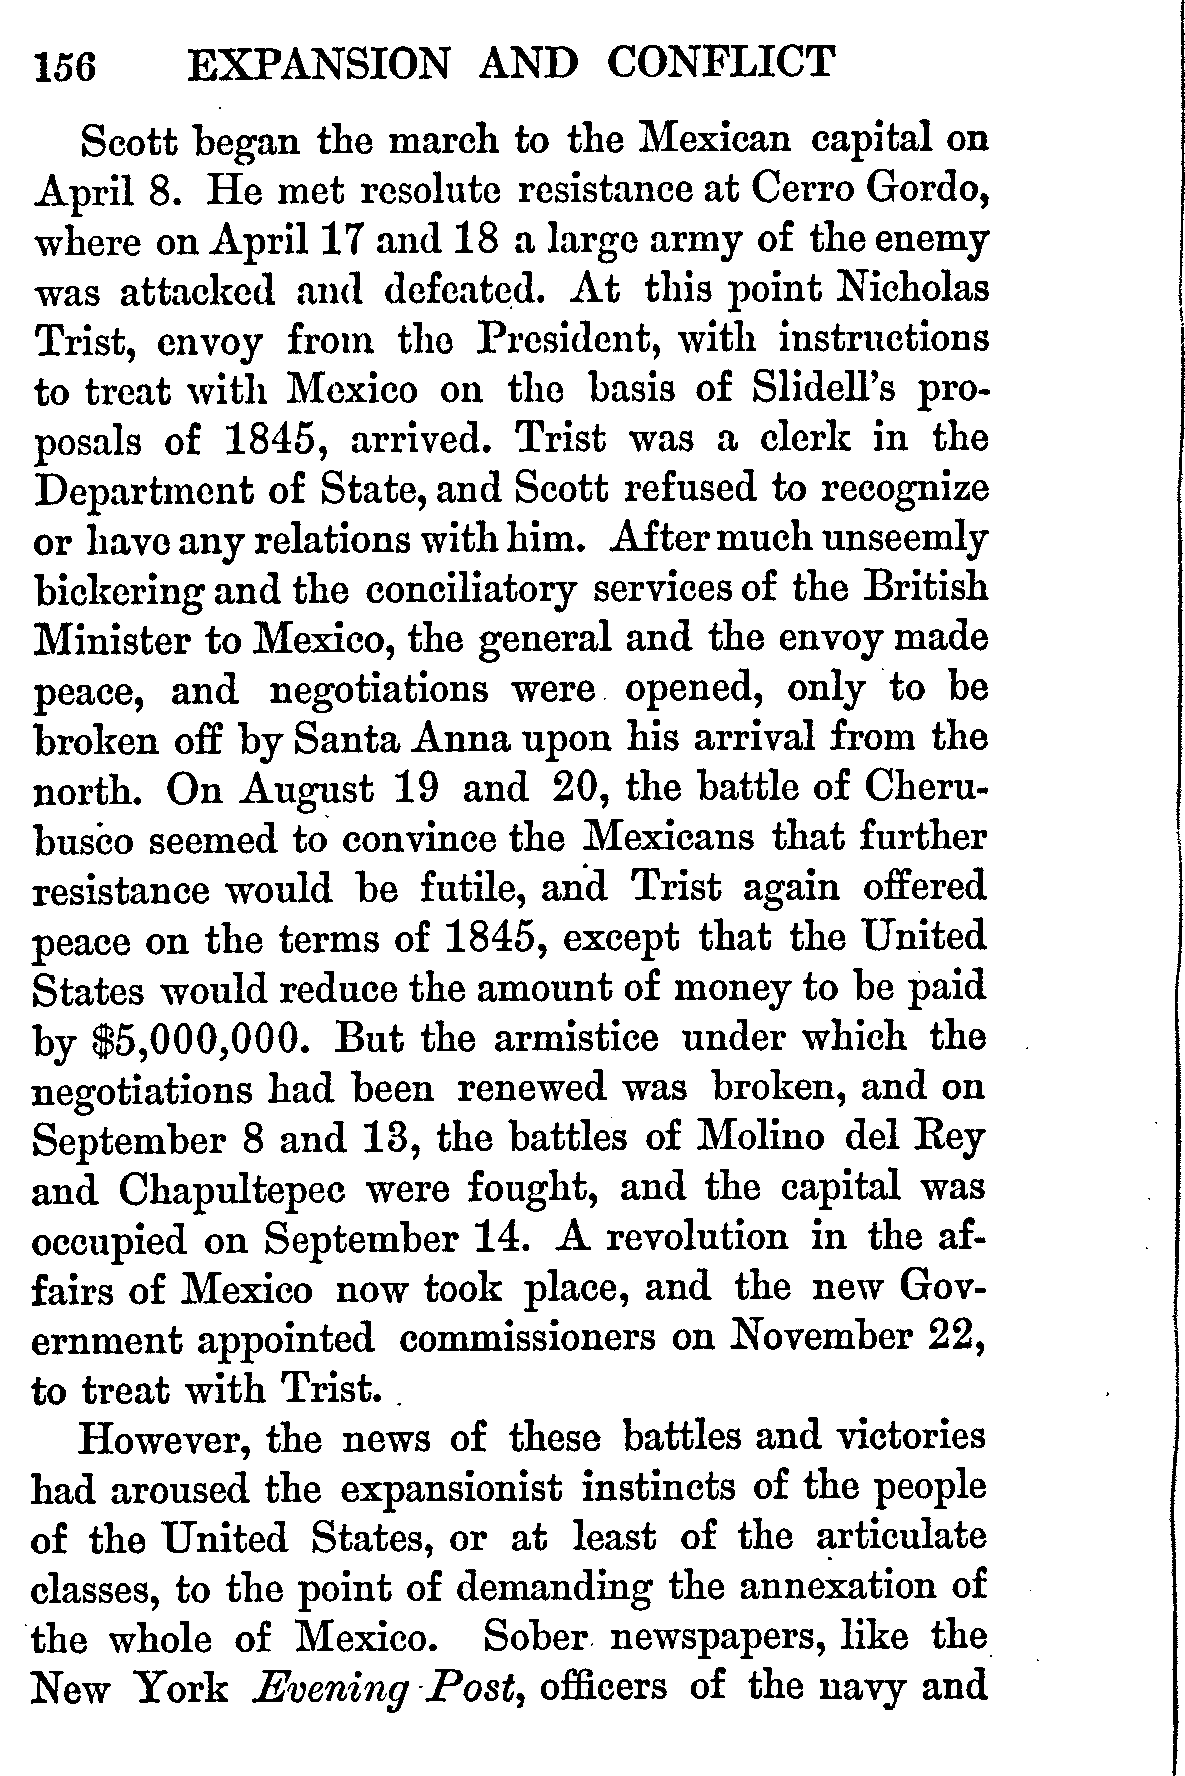 156 EXPANSION AND CONFLICT
Scott began the march to the Mexican capital on
April 8. He met resolute resistance at Cerro Gordo,
where on April 17 and 18 a large army of the enemy
was attacked and defeated. At this point Nicholas
Trist, envoy from the President, with instructions
to treat with Mexico on the basis of Slidell's pro-
posals of 1845, arrived. Trist was a clerk in the
Department of State, and Scott refused to recognize
or have any relations with him. After much unseemly
bickering and the conciliatory services of the British
Minister to Mexico, the general and the envoy made
peace, and negotiations were opened, only to be
broken off by Santa Anna upon his arrival from the
north. On August 19 and 20, the battle of Cheru-
busco seemed to convince the Mexicans that further
resistance would be futile, and Trist again offered
peace on the terms of 1845, except that the United
States would reduce the amount of money to be paid
by $5,000,000. But the armistice under which the
negotiations had been renewed was broken, and on
September 8 and 13, the battles of Molino del Rey
and Chapultepec were fought, and the capital was
occupied on September 14. A revolution in the af-
fairs of Mexico now took place, and the new Gov-
ernment appointed commissioners on November 22,
to treat with Trist.
However, the news of these battles and victories
had aroused the expansionist instincts of the people
of the United States, or at least of the articulate
classes, to the point of demanding the annexation of
the whole of Mexico. Sober newspapers, like the
New York Evening Post, officers of the navy and